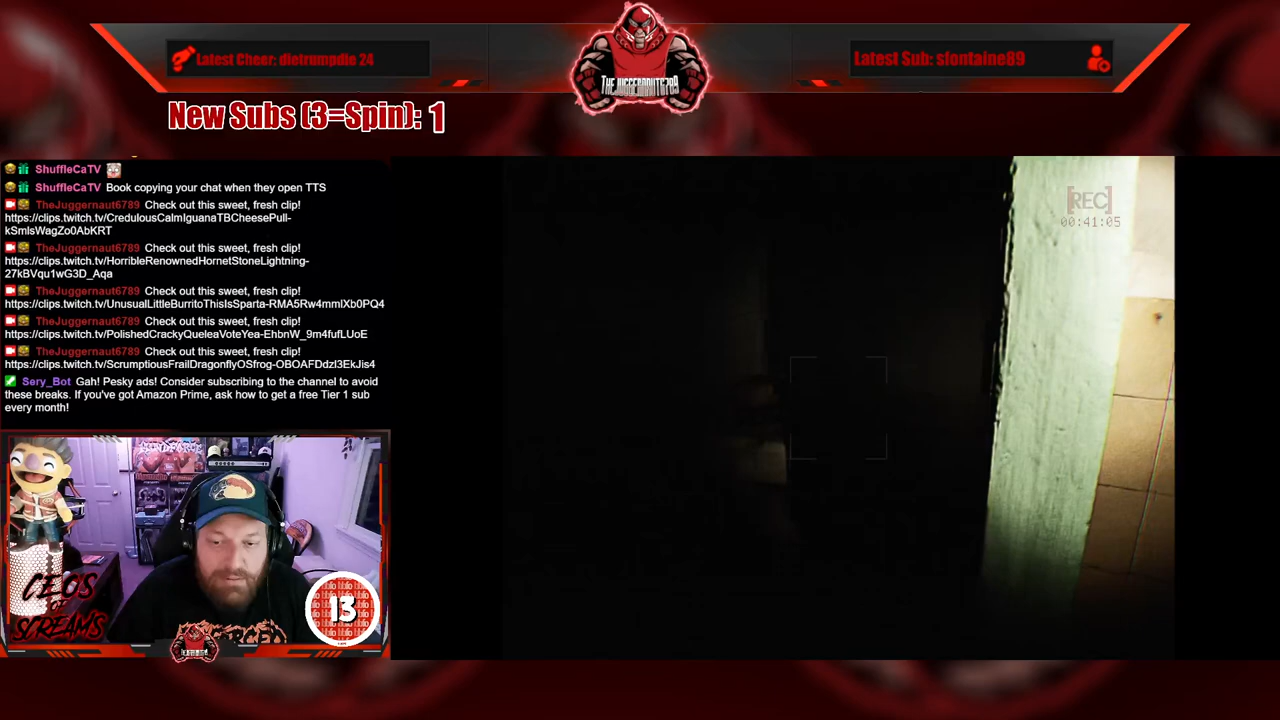 Latest Cheer: dietrumpdie 24
THEJUGGERNAUT6789
Latest Sub: sfontaine89
New Subs (3=Spin): 1
ShuffleCaTV
ShuffleCaTV Book copying your chat when they open TTS
TheJuggernaut6789 Check out this sweet, fresh clip!
https://clips.twitch.tv/CredulousCalmIguanaTBCheesePull-
kSmlsWagZo0AbKRT
TheJuggernaut6789 Check out this sweet, fresh clip!
https://clips.twitch.tv/HorribleRenownedHornetStoneLightning-
27kBVqu1wG3D_Aqa
TheJuggernaut6789 Check out this sweet, fresh clip!
https://clips.twitch.tv/UnusualLittleBurritoThisIsSparta-RMA5Rw4mmlXb0PQ4
TheJuggernaut6789 Check out this sweet, fresh clip!
https://clips.twitch.tv/PolishedCrackyQueleaVoteYea-EhbnW_9m4fufLUoE
TheJuggernaut6789 Check out this sweet, fresh clip!
https://clips.twitch.tv/ScrumptiousFrailDragonflyOSfrog-OBOAFDdzI3EkJis4
Sery_Bot Gah! Pesky ads! Consider subscribing to the channel to avoid
these breaks. If you've got Amazon Prime, ask how to get a free Tier 1 sub
every month!
[REC]
00:41:05
CEO'S
OF
SCREAMS
13